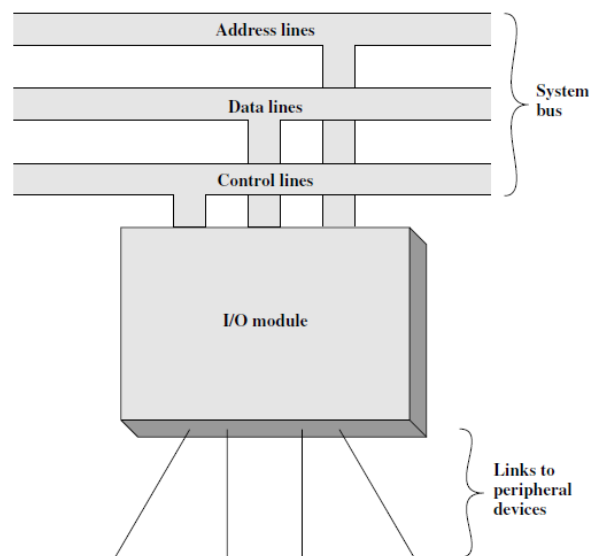 Address lines
System
bus
Data lines
Control lines
I/O module
Links to
peripheral
devices